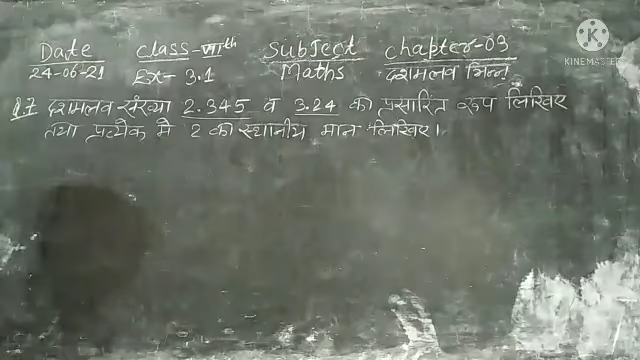 Date Class-VIIth Subject Chapter-03
24-06-21 Ex-3.1 Maths दशमलव भिन्न
Q.7 दशमलव संख्या 2.345 व 3.24 को प्रसारित रूप में लिखिए
तथा प्रत्येक में 2 का स्थानीय मान लिखिए।
K
KINEMASTER